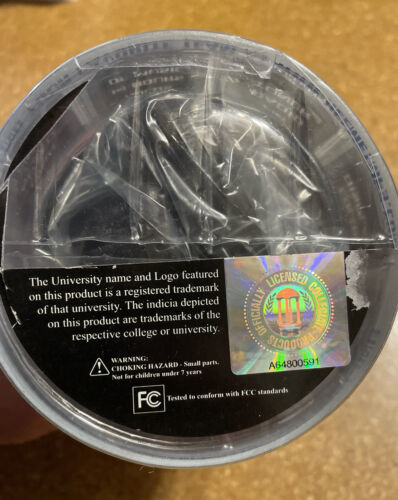 The University name and Logo featured
on this product is a registered trademark
of that university. The indicia depicted
on this product are trademarks of the
respective college or university.
OFFICIALLY LICENSED COLLEGIATE PRODUCTS
A64800591
WARNING:
CHOKING HAZARD - Small parts.
Not for children under 7 years
FC Tested to conform with FCC standards